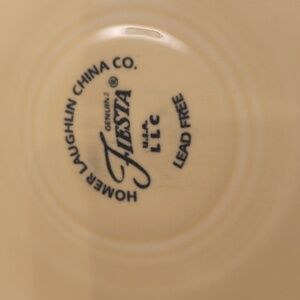 HOMER LAUGHLIN CHINA CO.
GENUINE
FIESTA®
U.S.A.
LLC
LEAD FREE